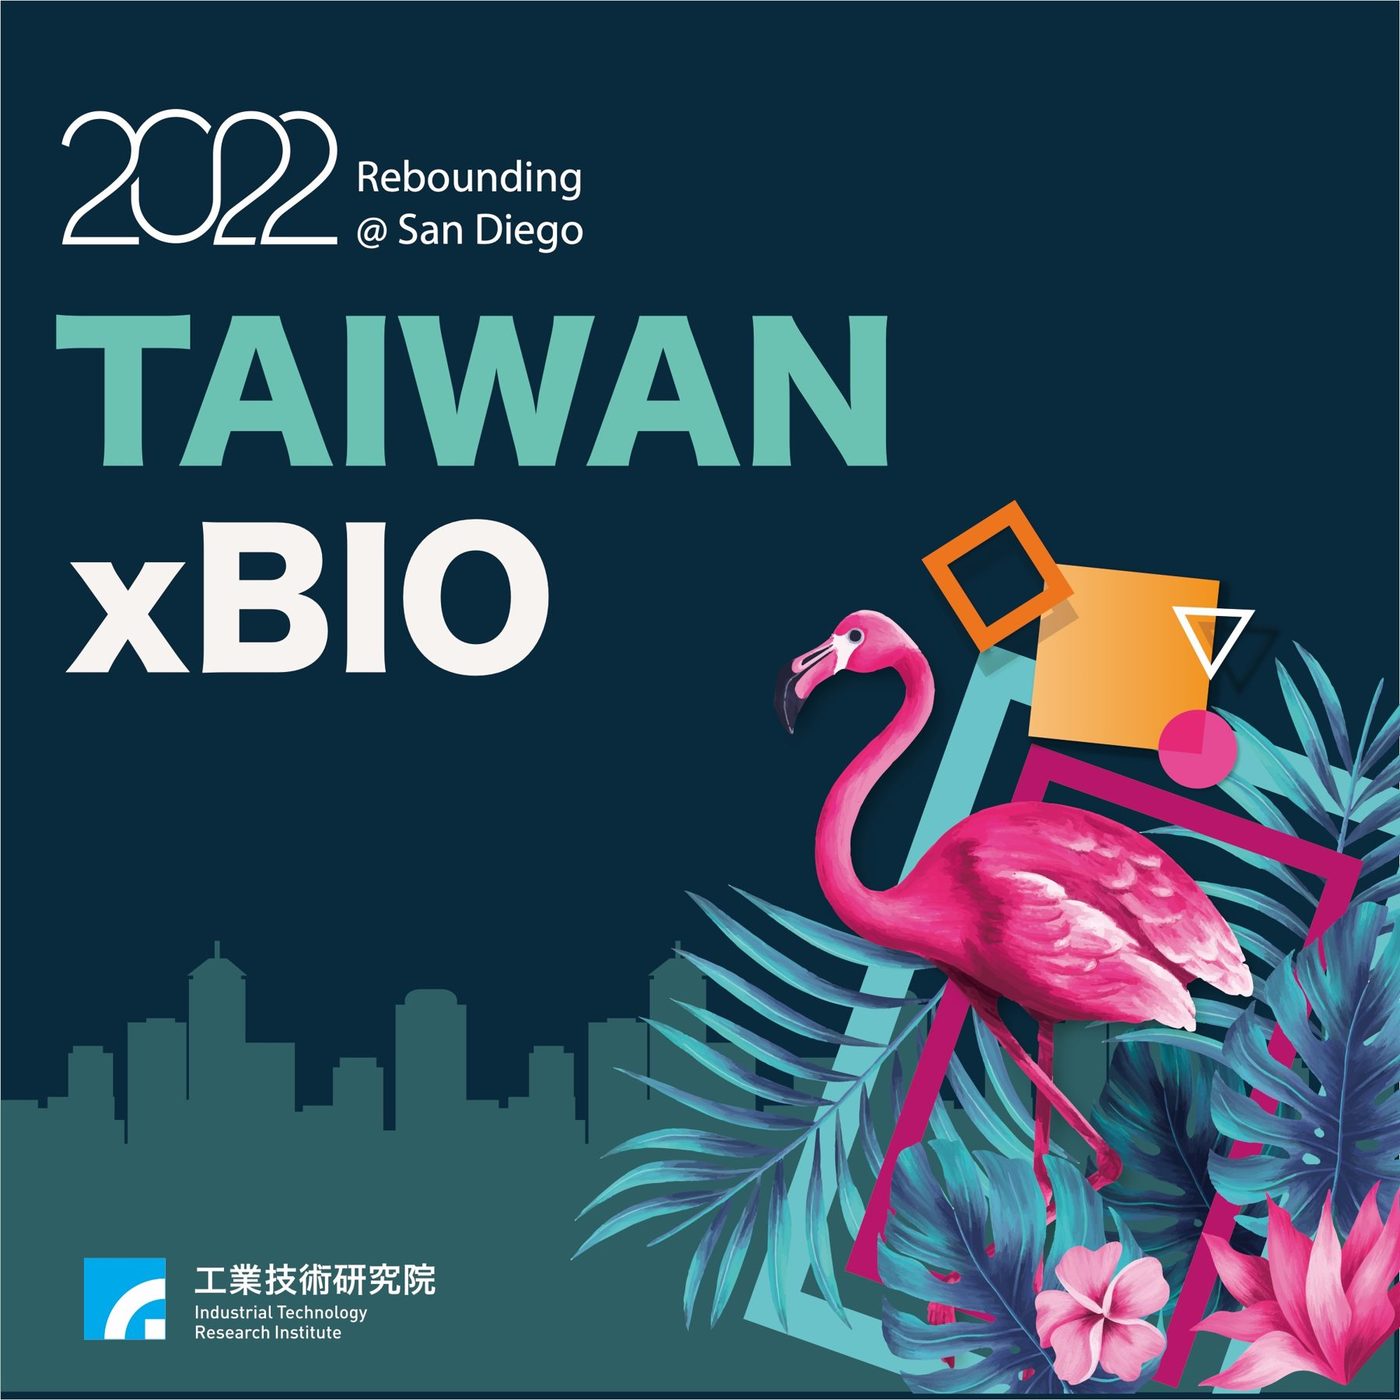 2022
Rebounding
@ San Diego
TAIWAN
xBIO
工業技術研究院
Industrial Technology
Research Institute